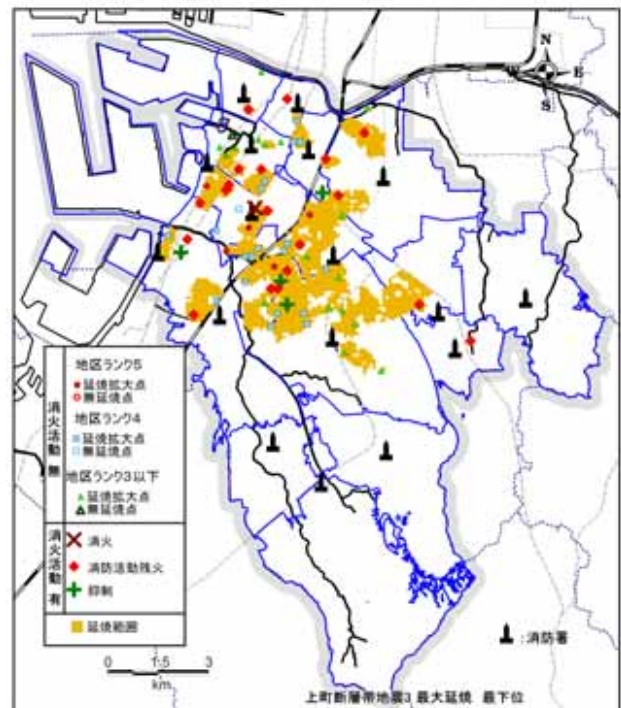 N
W
E
S
消火活動 無
地区ランク5
延焼拡大点
無延焼点
地区ランク4
延焼拡大点
無延焼点
地区ランク3以下
延焼拡大点
無延焼点
消火活動 有
消火
消防活動残火
抑制
延焼範囲
0 1.5 3
km
:消防署
上町断層帯地震3 最大延焼 最下位